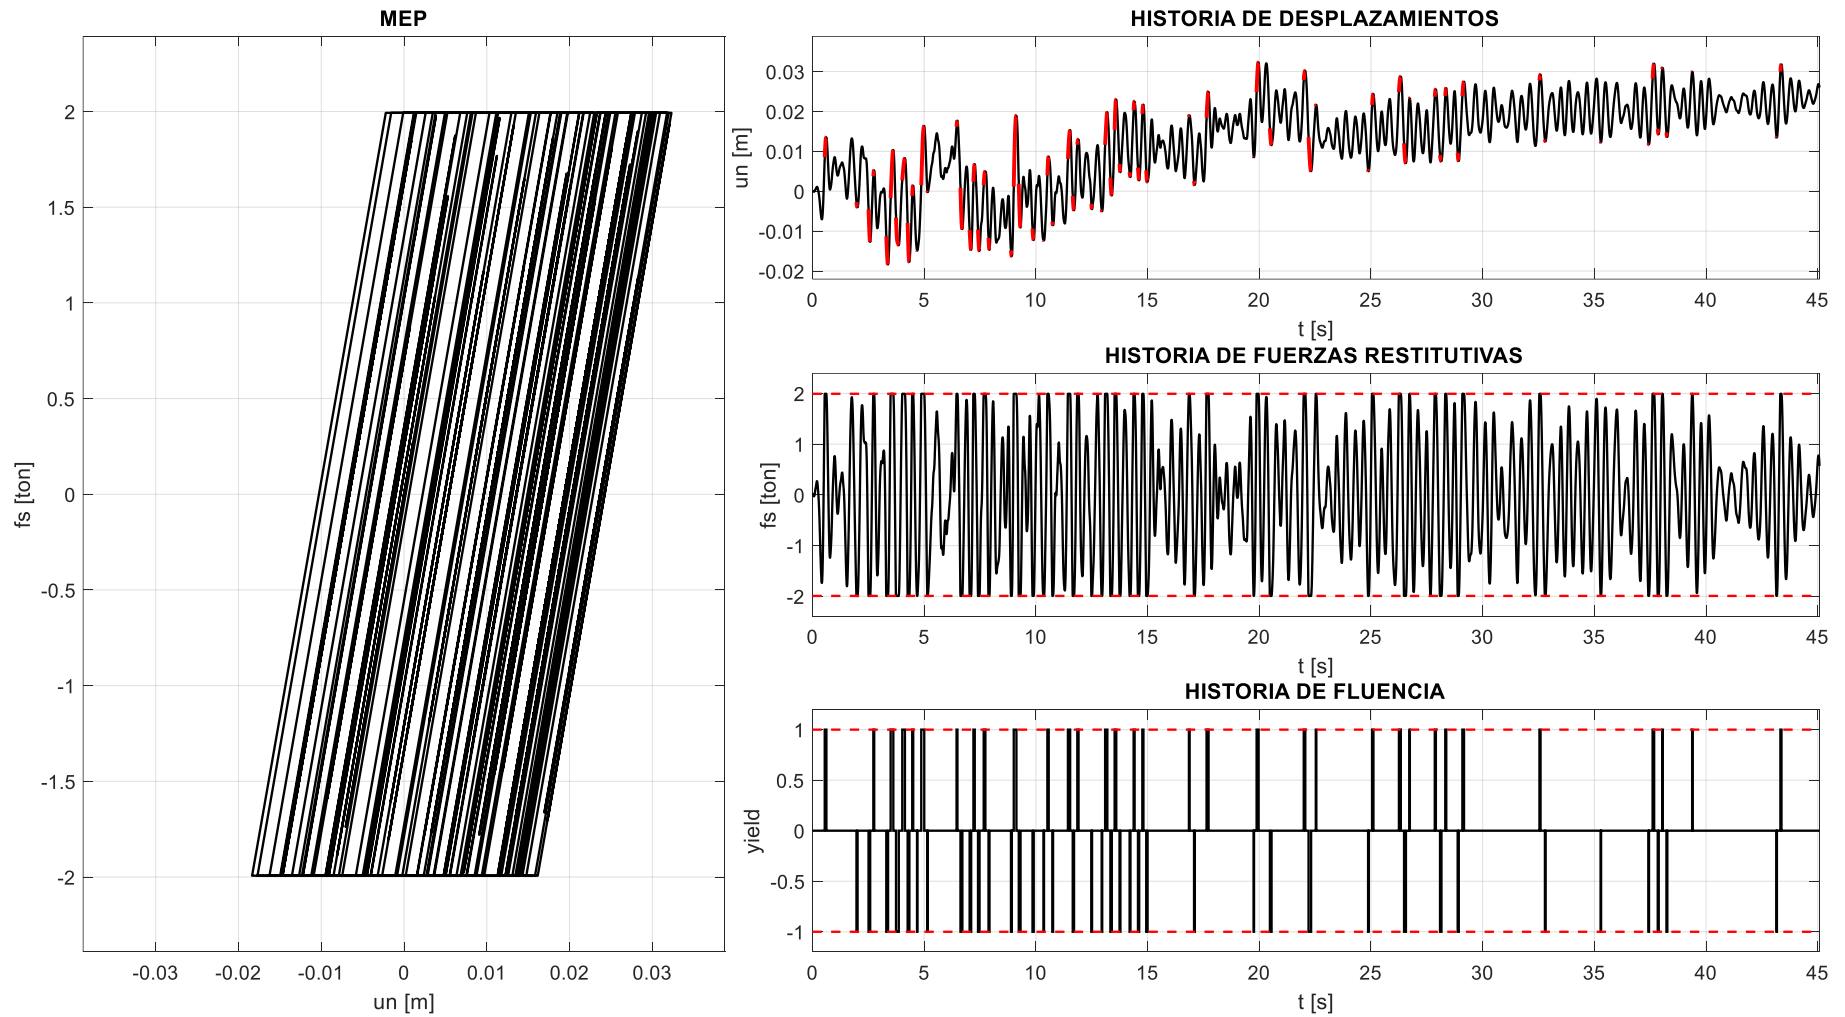 MEP
fs [ton]
2
1.5
1
0.5
0
-0.5
-1
-1.5
-2
-0.03 -0.02 -0.01 0 0.01 0.02 0.03
un [m]
HISTORIA DE DESPLAZAMIENTOS
un [m]
0.03
0.02
0.01
0
-0.01
-0.02
0 5 10 15 20 25 30 35 40 45
t [s]
HISTORIA DE FUERZAS RESTITUTIVAS
fs [ton]
2
1
0
-1
-2
0 5 10 15 20 25 30 35 40 45
t [s]
HISTORIA DE FLUENCIA
yield
1
0.5
0
-0.5
-1
0 5 10 15 20 25 30 35 40 45
t [s]